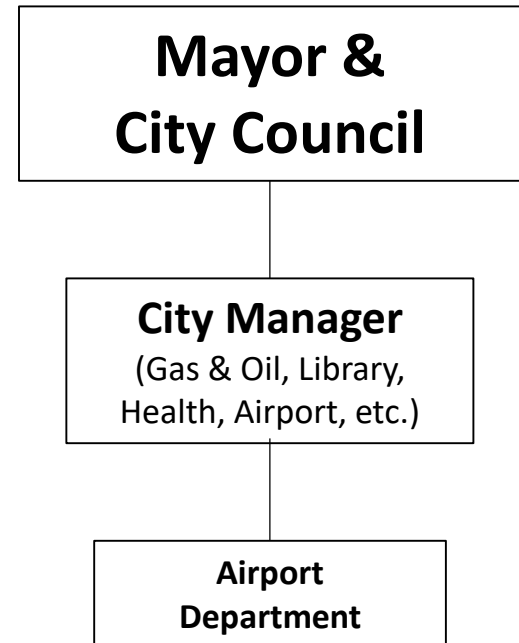 Mayor &
City Council
City Manager
(Gas & Oil, Library,
Health, Airport, etc.)
Airport
Department